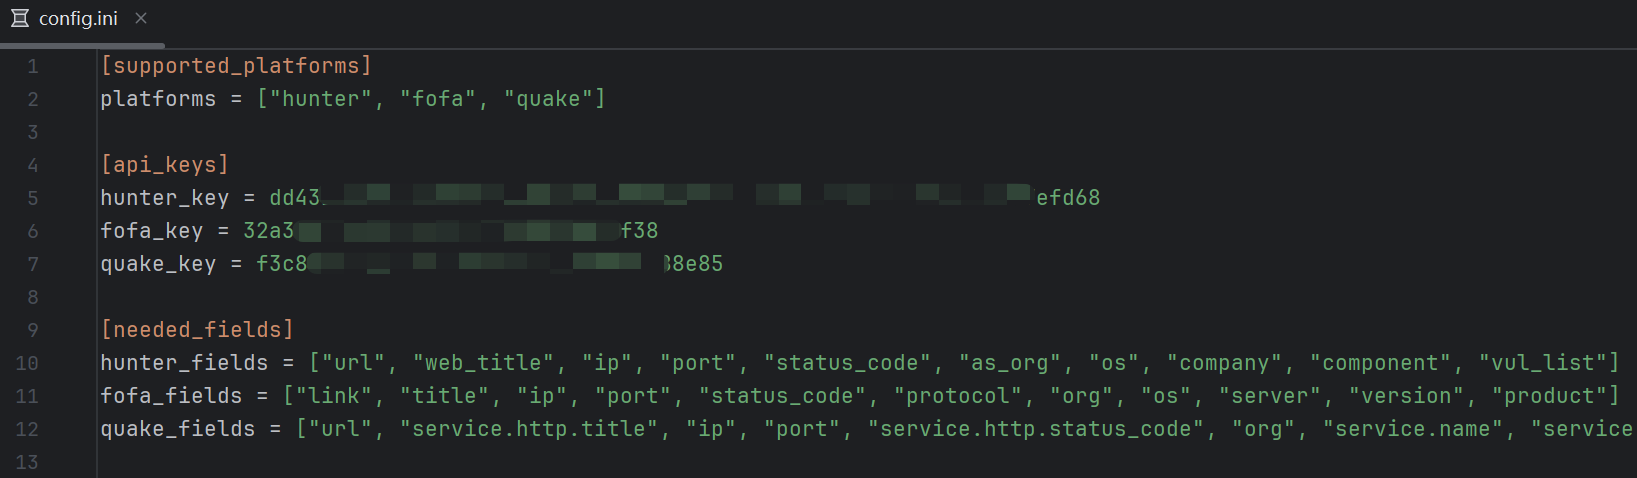 config.ini
1 [supported_platforms]
2 platforms = ["hunter", "fofa", "quake"]
3
4 [api_keys]
5 hunter_key = dd43 efd68
6 fofa_key = 32a3 f38
7 quake_key = f3c8 8e85
8
9 [needed_fields]
10 hunter_fields = ["url", "web_title", "ip", "port", "status_code", "as_org", "os", "company", "component", "vul_list"]
11 fofa_fields = ["link", "title", "ip", "port", "status_code", "protocol", "org", "os", "server", "version", "product"]
12 quake_fields = ["url", "service.http.title", "ip", "port", "service.http.status_code", "org", "service.name", "service
13